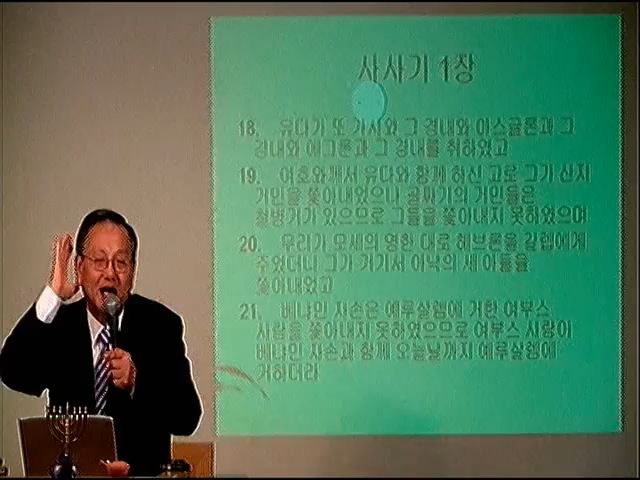 사사기 1장
18. 유다가 또 가사와 그 경내와 아스글론과 그
경내와 에그론과 그 경내를 취하였고
19. 여호와께서 유다와 함께 하신 고로 그가 산지
거민을 쫓아내었으나 골짜기의 거민들은
철병거가 있으므로 그들을 쫓아내지 못하였으며
20. 무리가 모세의 명한 대로 헤브론을 갈렙에게
주었더니 그가 거기서 아낙의 세 아들을
쫓아내었고
21. 베냐민 자손은 예루살렘에 거한 여부스
사람을 쫓아내지 못하였으므로 여부스 사람이
베냐민 자손과 함께 오늘날까지 예루살렘에
거하더라